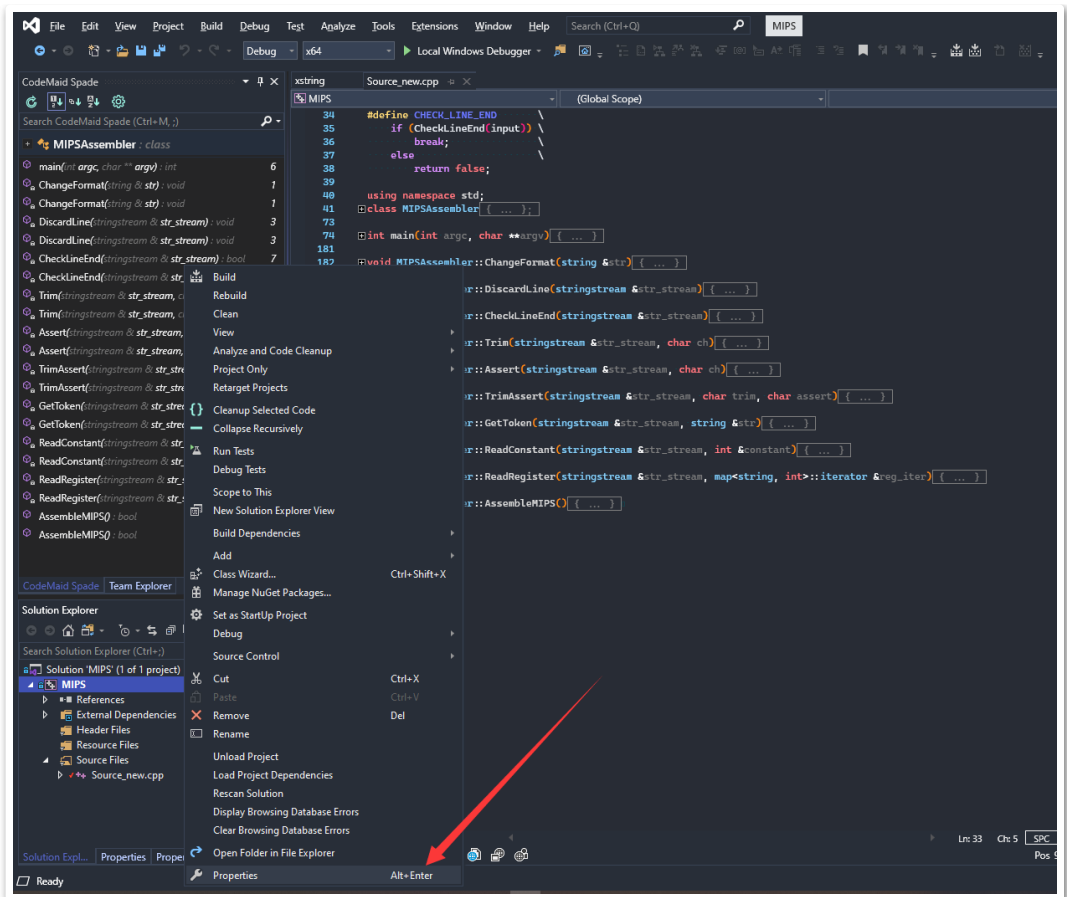 File Edit View Project Build Debug Test Analyze Tools Extensions Window Help Search (Ctrl+Q) MIPS
Debug x64 Local Windows Debugger
CodeMaid Spade
Search CodeMaid Spade (Ctrl+M, ;)
MIPSAssembler : class
main(int argc, char ** argv) : int 6
ChangeFormat(string & str) : void 1
ChangeFormat(string & str) : void 1
DiscardLine(stringstream & str_stream) : void 3
DiscardLine(stringstream & str_stream) : void 3
CheckLineEnd(stringstream & str_stream) : bool 7
CheckLineEnd(stringstream & str_
Trim(stringstream & str_stream, c
Trim(stringstream & str_stream, c
Assert(stringstream & str_stream,
Assert(stringstream & str_stream,
TrimAssert(stringstream & str_stre
TrimAssert(stringstream & str_stre
GetToken(stringstream & str_strea
GetToken(stringstream & str_strea
ReadConstant(stringstream & str_
ReadConstant(stringstream & str_
ReadRegister(stringstream & str_s
ReadRegister(stringstream & str_s
AssembleMIPS() : bool
AssembleMIPS() : bool
CodeMaid Spade Team Explorer
Solution Explorer
Search Solution Explorer (Ctrl+;)
Solution 'MIPS' (1 of 1 project)
MIPS
References
External Dependencies
Header Files
Resource Files
Source Files
Source_new.cpp
Solution Expl... Properties Proper
Ready
Build
Rebuild
Clean
View
Analyze and Code Cleanup
Project Only
Retarget Projects
Cleanup Selected Code
Collapse Recursively
Run Tests
Debug Tests
Scope to This
New Solution Explorer View
Build Dependencies
Add
Class Wizard... Ctrl+Shift+X
Manage NuGet Packages...
Set as StartUp Project
Debug
Source Control
Cut Ctrl+X
Paste Ctrl+V
Remove Del
Rename
Unload Project
Load Project Dependencies
Rescan Solution
Display Browsing Database Errors
Clear Browsing Database Errors
Open Folder in File Explorer
Properties Alt+Enter
xstring Source_new.cpp
MIPS (Global Scope)
34 #define CHECK_LINE_END \
35 if (CheckLineEnd(input)) \
36 break; \
37 else \
38 return false;
39
40 using namespace std;
41 class MIPSAssembler { ... };
73
74 int main(int argc, char **argv) { ... }
181
182 void MIPSAssembler::ChangeFormat(string &str) { ... }
er::DiscardLine(stringstream &str_stream) { ... }
er::CheckLineEnd(stringstream &str_stream) { ... }
er::Trim(stringstream &str_stream, char ch) { ... }
er::Assert(stringstream &str_stream, char ch) { ... }
er::TrimAssert(stringstream &str_stream, char trim, char assert) { ... }
er::GetToken(stringstream &str_stream, string &str) { ... }
er::ReadConstant(stringstream &str_stream, int &constant) { ... }
er::ReadRegister(stringstream &str_stream, map<string, int>::iterator &reg_iter) { ... }
er::AssembleMIPS() { ... }
Ln: 33 Ch: 5 SPC
Pos